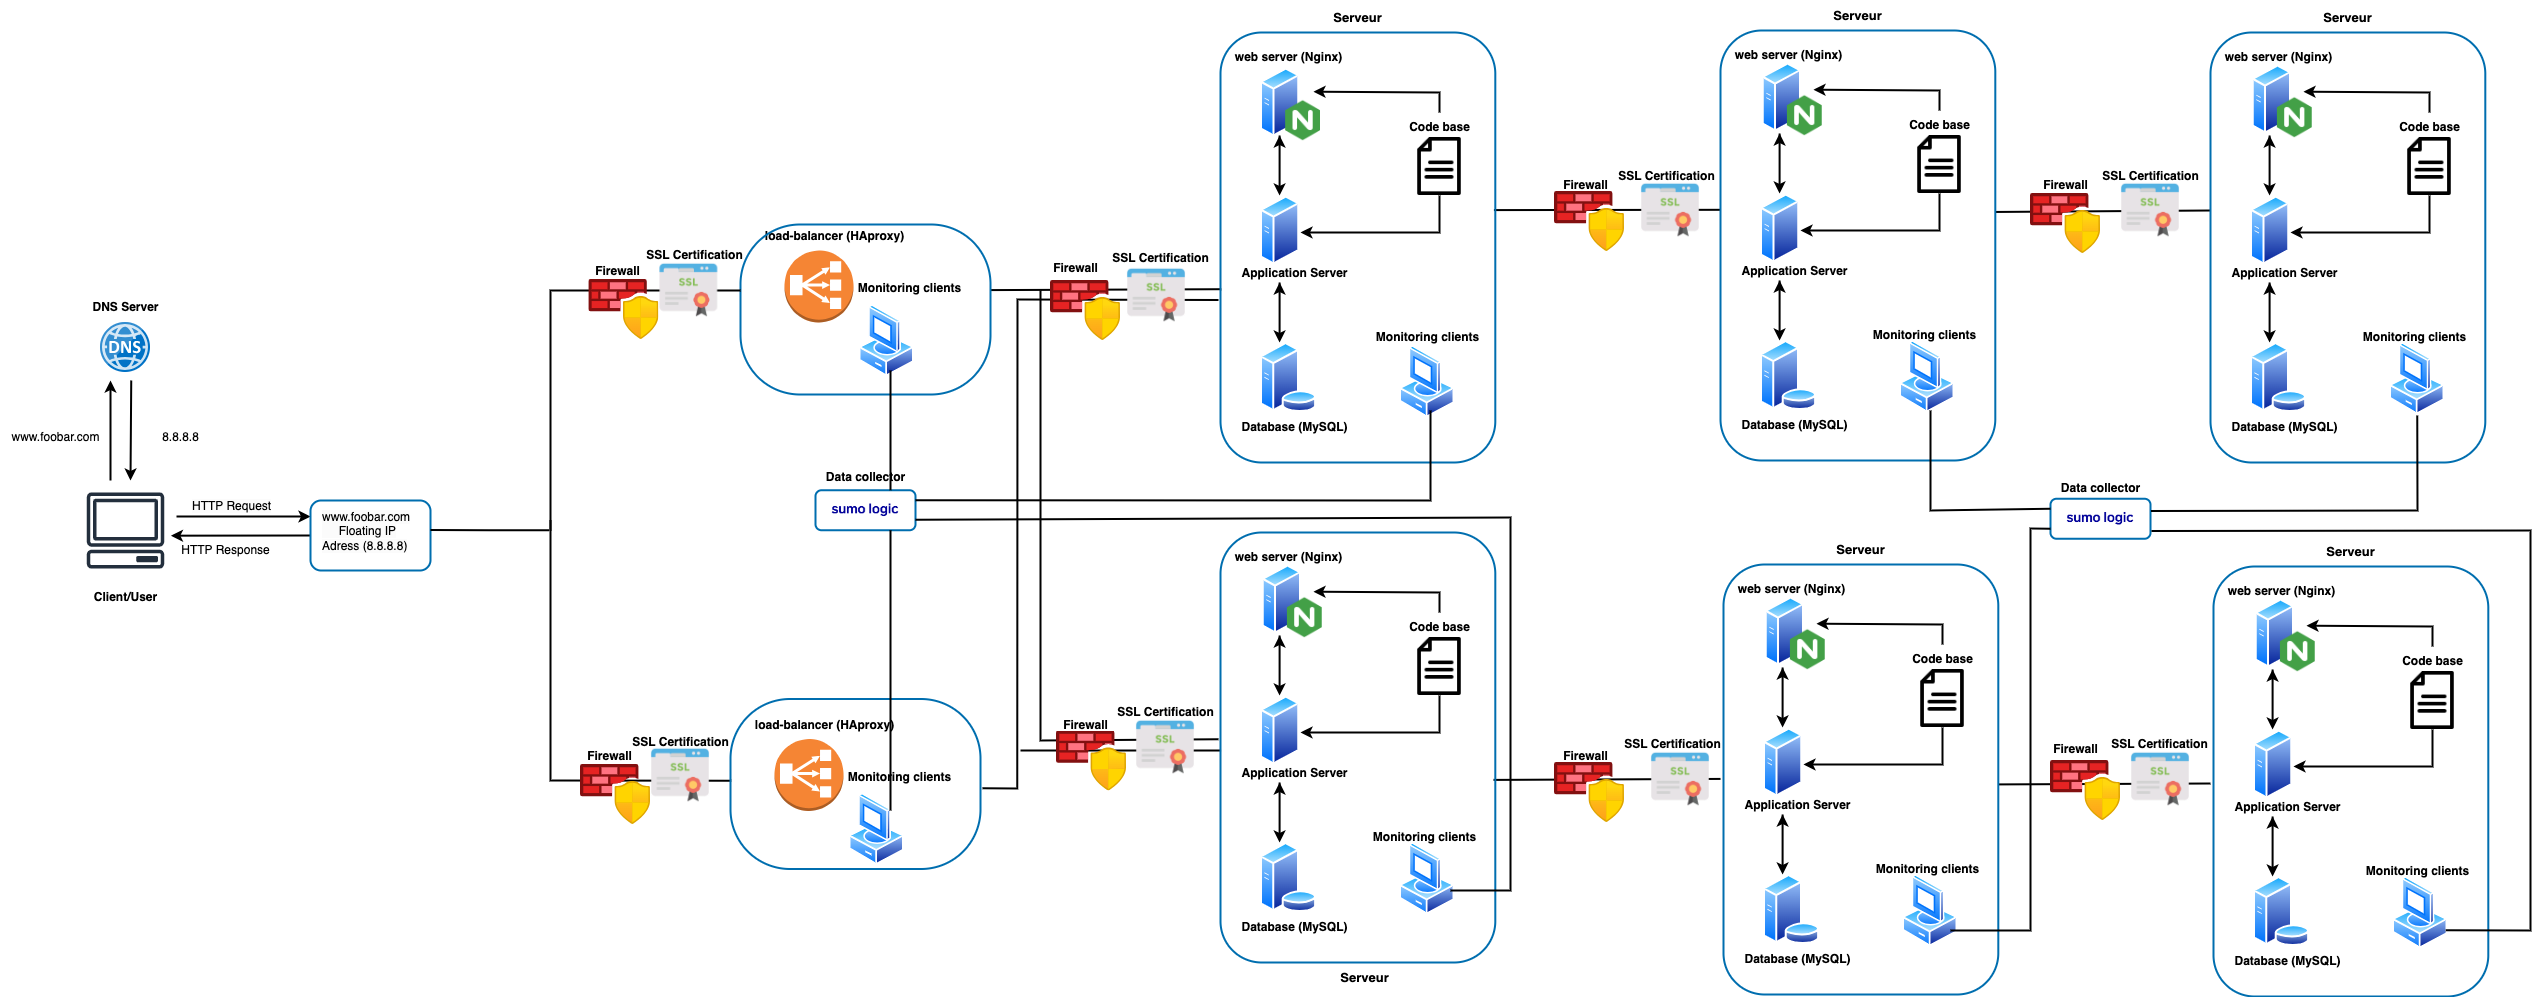 DNS Server
DNS
www.foobar.com
8.8.8.8
HTTP Request
HTTP Response
Client/User
www.foobar.com
Floating IP
Adress (8.8.8.8)
Firewall
SSL Certification
SSL
load-balancer (HAproxy)
Monitoring clients
Firewall
SSL Certification
SSL
Serveur
web server (Nginx)
N
Code base
Application Server
Monitoring clients
Database (MySQL)
Firewall
SSL Certification
SSL
Serveur
web server (Nginx)
N
Code base
Application Server
Monitoring clients
Database (MySQL)
Firewall
SSL Certification
SSL
Serveur
web server (Nginx)
N
Code base
Application Server
Monitoring clients
Database (MySQL)
Data collector
sumo logic
Data collector
sumo logic
Firewall
SSL Certification
SSL
load-balancer (HAproxy)
Monitoring clients
Firewall
SSL Certification
SSL
web server (Nginx)
N
Code base
Application Server
Monitoring clients
Database (MySQL)
Serveur
Firewall
SSL Certification
SSL
Serveur
web server (Nginx)
N
Code base
Application Server
Monitoring clients
Database (MySQL)
Firewall
SSL Certification
SSL
Serveur
web server (Nginx)
N
Code base
Application Server
Monitoring clients
Database (MySQL)